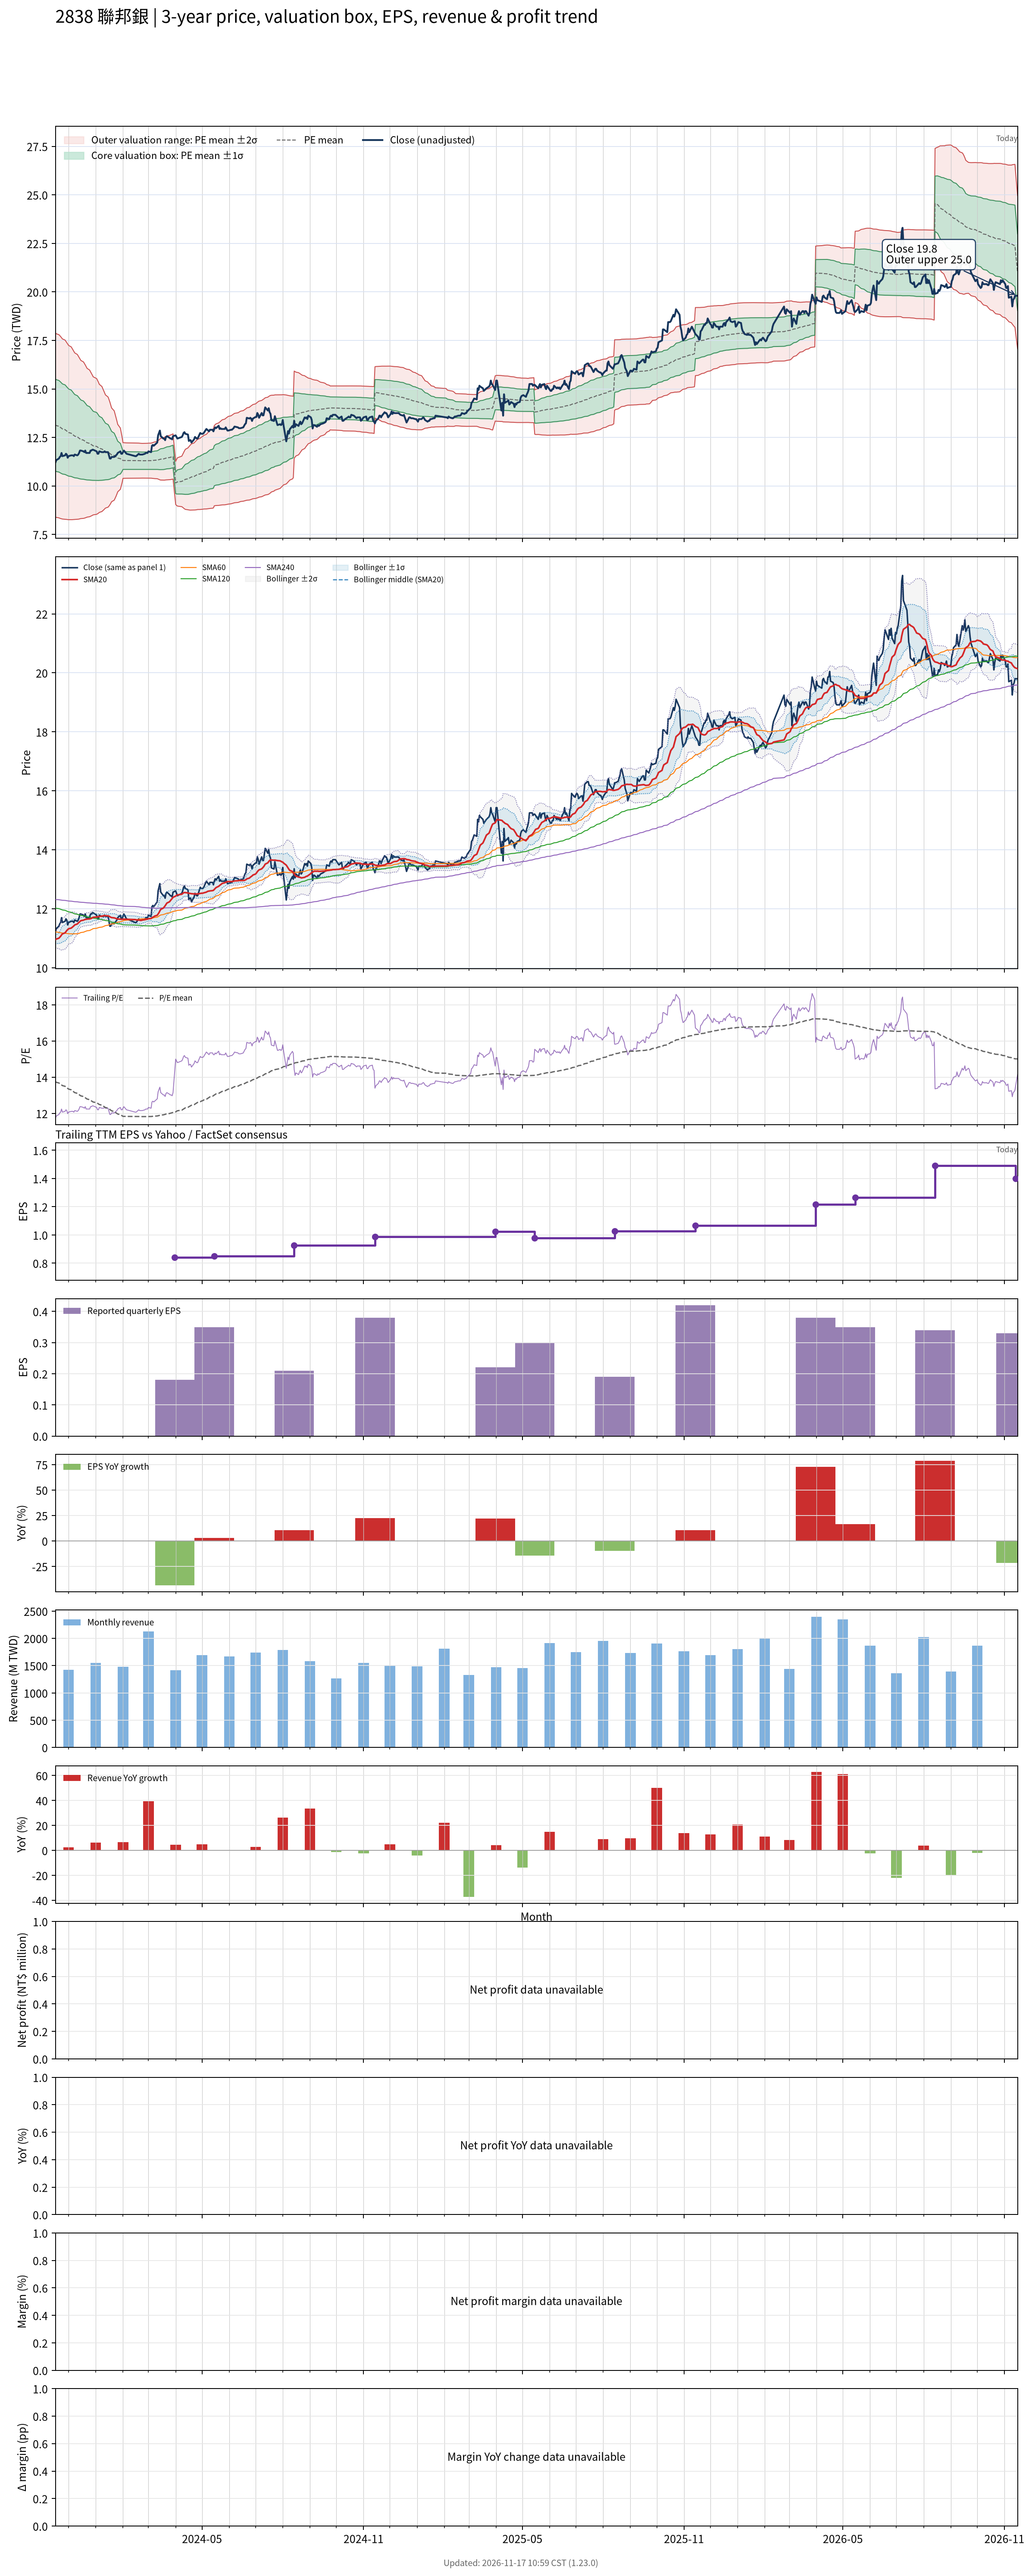 2838 聯邦銀 | 3-year price, valuation box, EPS, revenue & profit trend
Outer valuation range: PE mean ±2σ
Core valuation box: PE mean ±1σ
PE mean
Close (unadjusted)
Today
Close 19.8
Outer upper 25.0
Price (TWD)
27.5
25.0
22.5
20.0
17.5
15.0
12.5
10.0
7.5
Close (same as panel 1)
SMA20
SMA60
SMA120
SMA240
Bollinger ±2σ
Bollinger ±1σ
Bollinger middle (SMA20)
Price
22
20
18
16
14
12
10
Trailing P/E
P/E mean
P/E
18
16
14
12
Trailing TTM EPS vs Yahoo / FactSet consensus
Today
EPS
1.6
1.4
1.2
1.0
0.8
Reported quarterly EPS
EPS
0.4
0.3
0.2
0.1
0.0
EPS YoY growth
YoY (%)
75
50
25
0
-25
Monthly revenue
Revenue (M TWD)
2500
2000
1500
1000
500
0
Revenue YoY growth
YoY (%)
60
40
20
0
-20
-40
Month
Net profit (NT$ million)
1.0
0.8
0.6
0.4
0.2
0.0
Net profit data unavailable
YoY (%)
1.0
0.8
0.6
0.4
0.2
0.0
Net profit YoY data unavailable
Margin (%)
1.0
0.8
0.6
0.4
0.2
0.0
Net profit margin data unavailable
Δ margin (pp)
1.0
0.8
0.6
0.4
0.2
0.0
Margin YoY change data unavailable
2024-05
2024-11
2025-05
2025-11
2026-05
2026-11
Updated: 2026-11-17 10:59 CST (1.23.0)